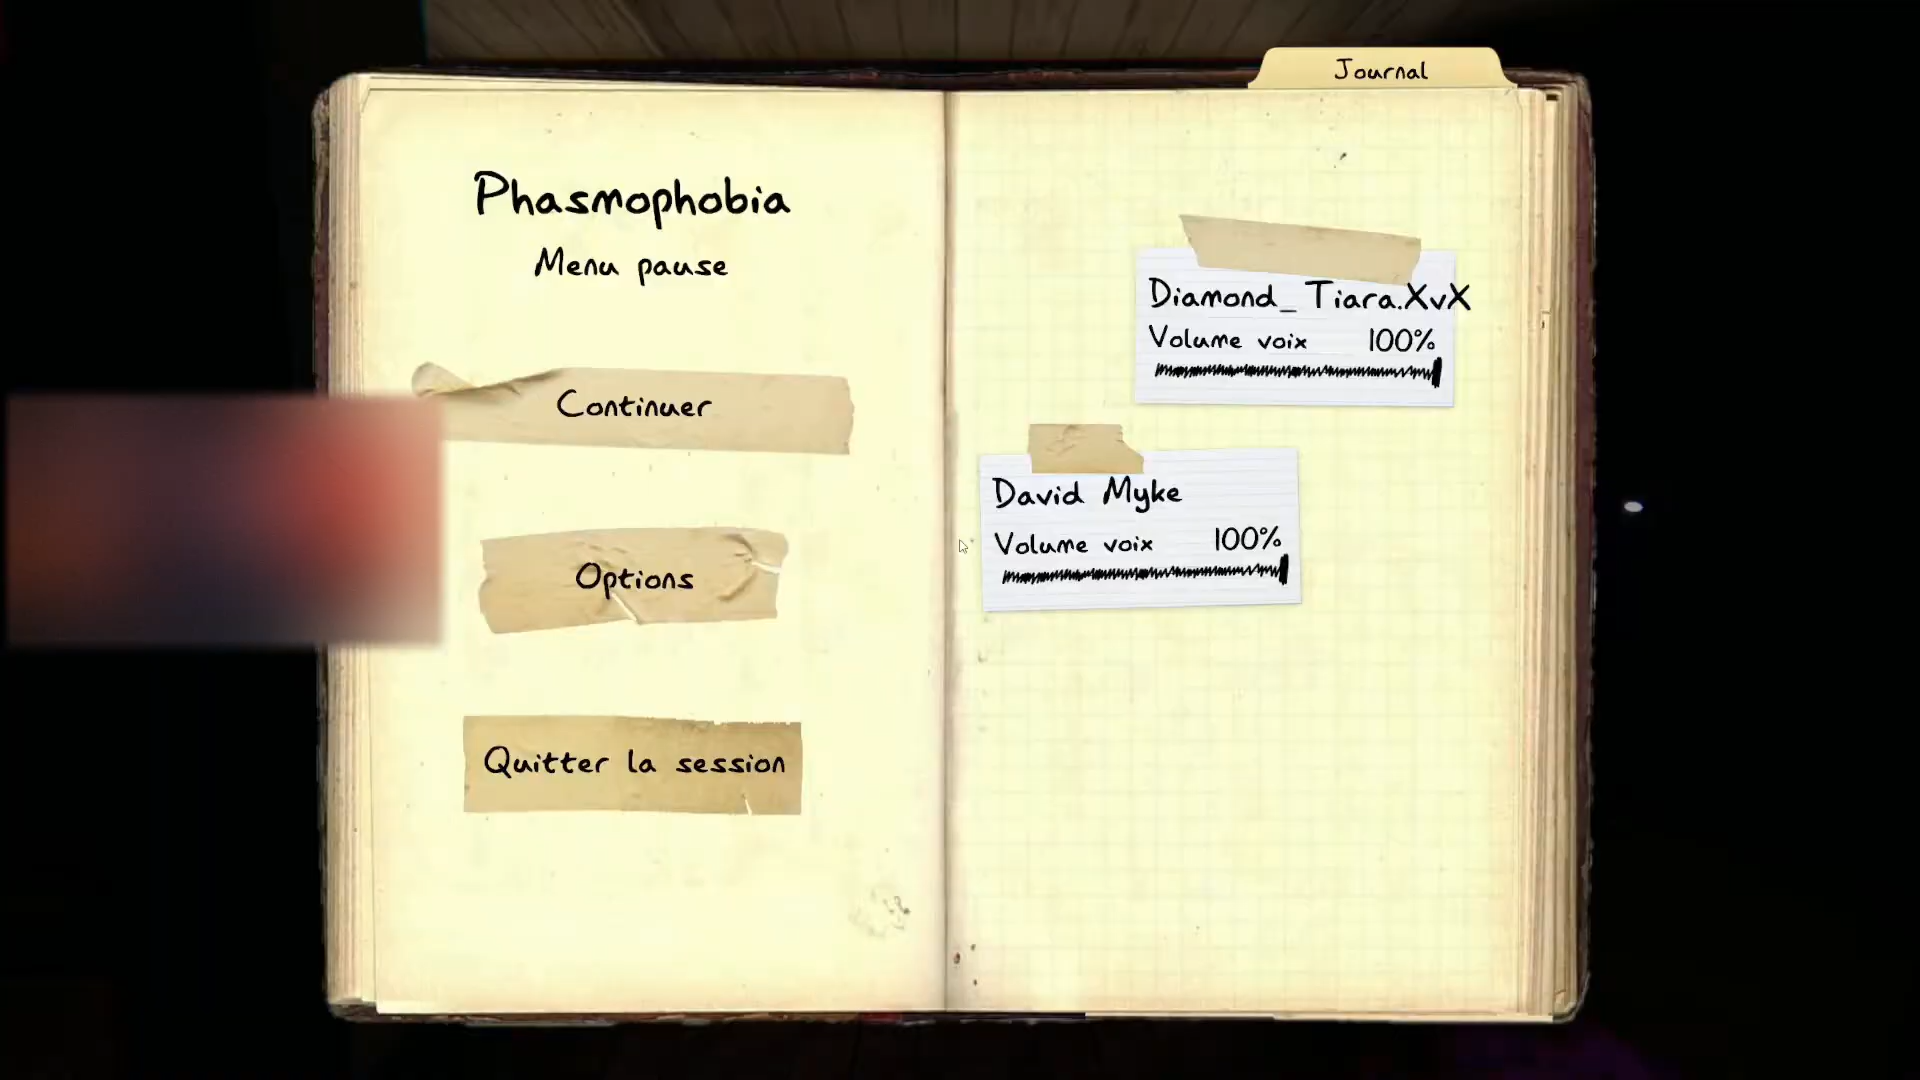 Journal
Phasmophobia
Menu pause
Continuer
Options
Quitter la session
Diamond_Tiara.XvX
Volume voix 100%
David Myke
Volume voix 100%